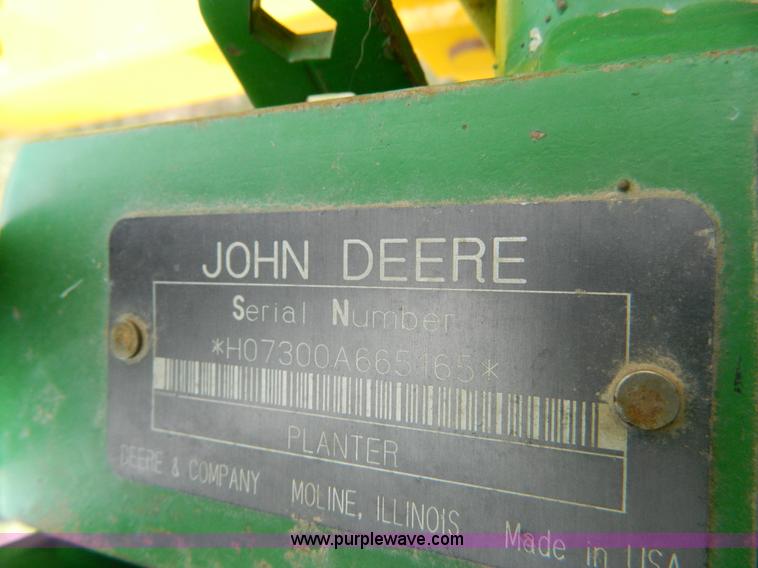 JOHN DEERE
Serial Number
*H07300A665165*
PLANTER
DEERE & COMPANY MOLINE, ILLINOIS Made in USA
www.purplewave.com